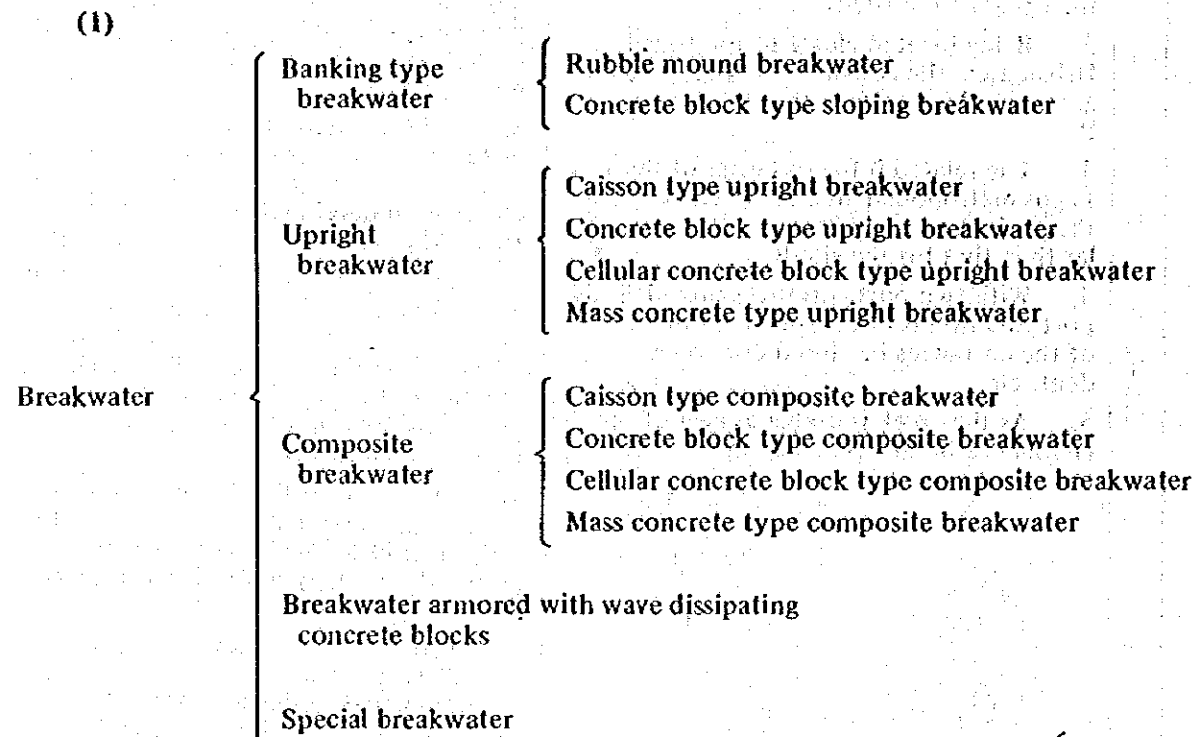 (1)
Banking type
breakwater
Rubble mound breakwater
Concrete block type sloping breakwater
Upright
breakwater
Caisson type upright breakwater
Concrete block type upright breakwater
Cellular concrete block type upright breakwater
Mass concrete type upright breakwater
Breakwater
Composite
breakwater
Caisson type composite breakwater
Concrete block type composite breakwater
Cellular concrete block type composite breakwater
Mass concrete type composite breakwater
Breakwater armored with wave dissipating
concrete blocks
Special breakwater